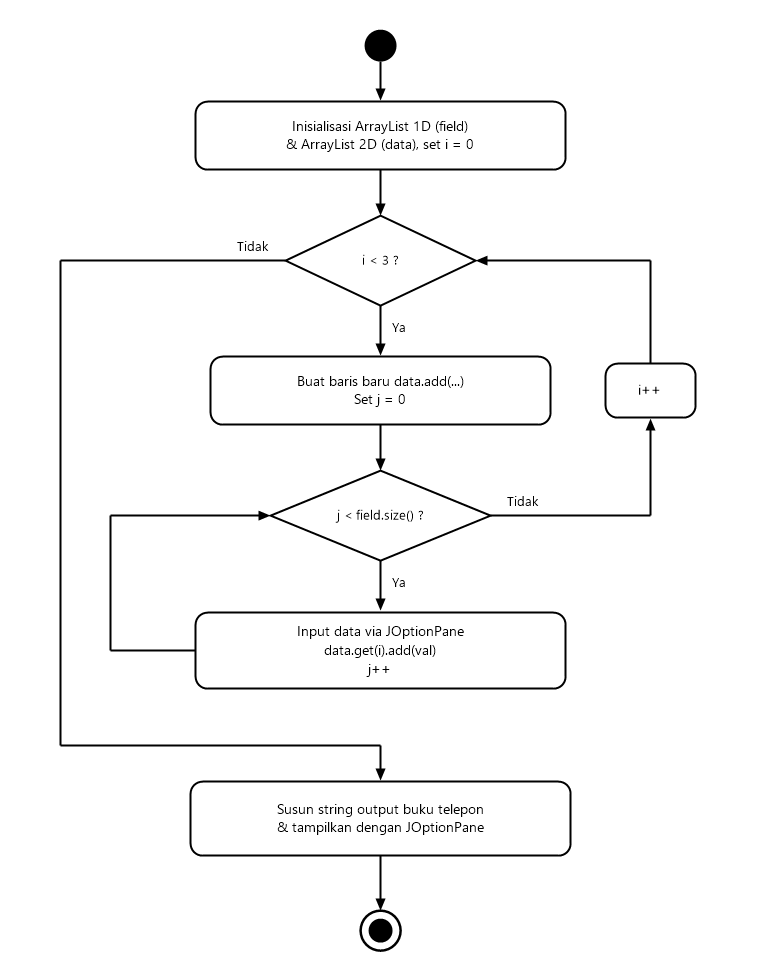 Inisialisasi ArrayList 1D (field)
& ArrayList 2D (data), set i = 0
Tidak
i < 3 ?
Ya
Buat baris baru data.add(...)
Set j = 0
i++
j < field.size() ?
Tidak
Ya
Input data via JOptionPane
data.get(i).add(val)
j++
Susun string output buku telepon
& tampilkan dengan JOptionPane